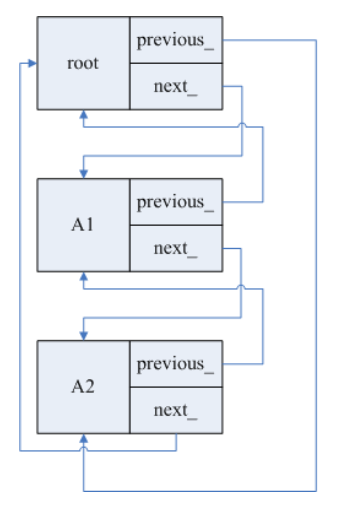 root
previous_
next_
A1
previous_
next_
A2
previous_
next_